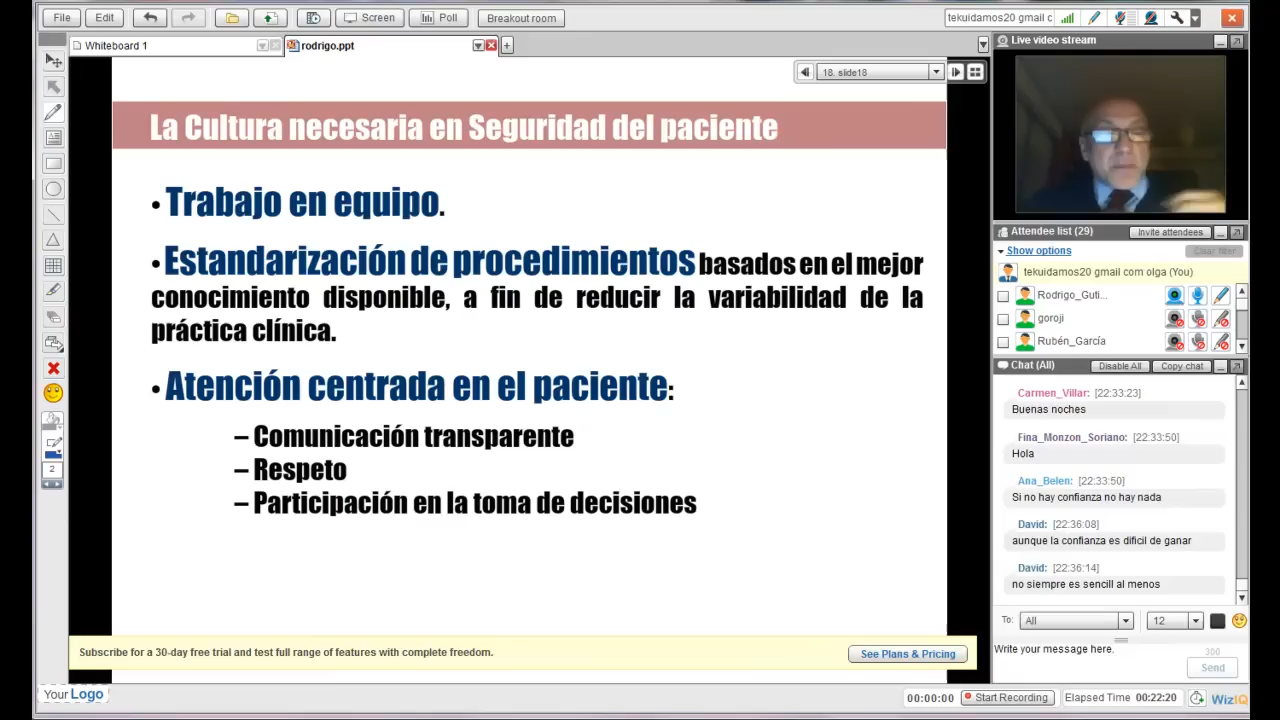 File Edit Screen Poll Breakout room tekuidamos20 gmail c
Whiteboard 1 rodrigo.ppt
18. slide18
La Cultura necesaria en Seguridad del paciente
• Trabajo en equipo.
• Estandarización de procedimientos basados en el mejor
conocimiento disponible, a fin de reducir la variabilidad de la
práctica clínica.
• Atención centrada en el paciente:
– Comunicación transparente
– Respeto
– Participación en la toma de decisiones
Subscribe for a 30-day free trial and test full range of features with complete freedom.
See Plans & Pricing
2
Live video stream
Attendee list (29) Invite attendees
Show options Clear filter
tekuidamos20 gmail com olga (You)
Rodrigo_Guti...
goroji
Rubén_García
Chat (All) Disable All Copy chat
Carmen_Villar: [22:33:23]
Buenas noches
Fina_Monzon_Soriano: [22:33:50]
Hola
Ana_Belen: [22:33:50]
Si no hay confianza no hay nada
David: [22:36:08]
aunque la confianza es dificil de ganar
David: [22:36:14]
no siempre es sencill al menos
To: All 12
Write your message here.
300
Send
Your Logo
00:00:00 Start Recording Elapsed Time 00:22:20 WizIQ